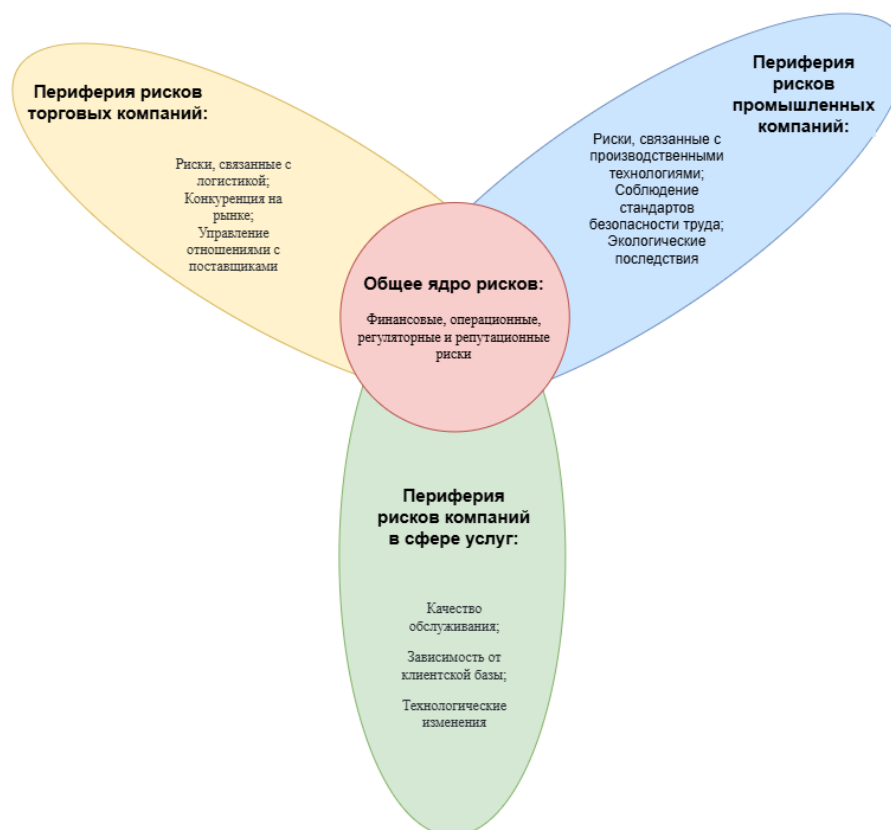 Периферия рисков
торговых компаний:
Риски, связанные с
логистикой;
Конкуренция на
рынке;
Управление
отношениями с
поставщиками
Периферия
рисков
промышленных
компаний:
Риски, связанные с
производственными
технологиями;
Соблюдение
стандартов
безопасности труда;
Экологические
последствия
Общее ядро рисков:
Финансовые, операционные,
регуляторные и репутационные
риски
Периферия
рисков компаний
в сфере услуг:
Качество
обслуживания;
Зависимость от
клиентской базы;
Технологические
изменения